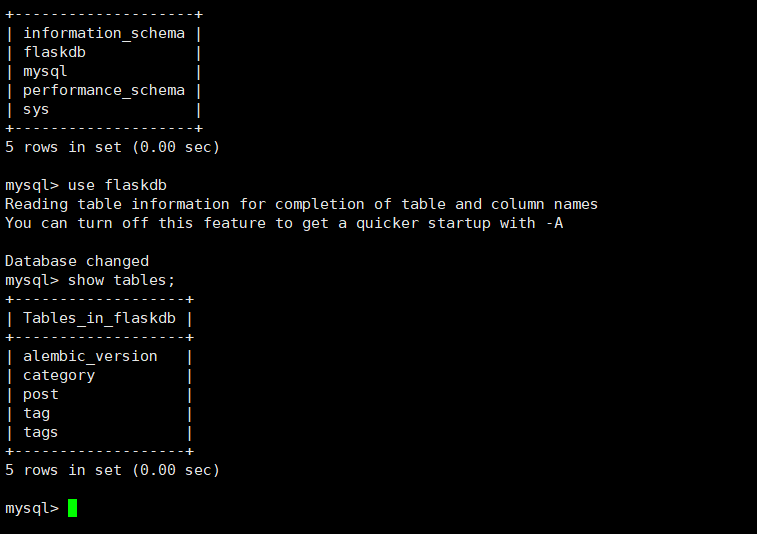 +--------------------+
| information_schema |
| flaskdb            |
| mysql              |
| performance_schema |
| sys                |
+--------------------+
5 rows in set (0.00 sec)

mysql> use flaskdb
Reading table information for completion of table and column names
You can turn off this feature to get a quicker startup with -A

Database changed
mysql> show tables;
+-------------------+
| Tables_in_flaskdb |
+-------------------+
| alembic_version   |
| category          |
| post              |
| tag               |
| tags              |
+-------------------+
5 rows in set (0.00 sec)

mysql>